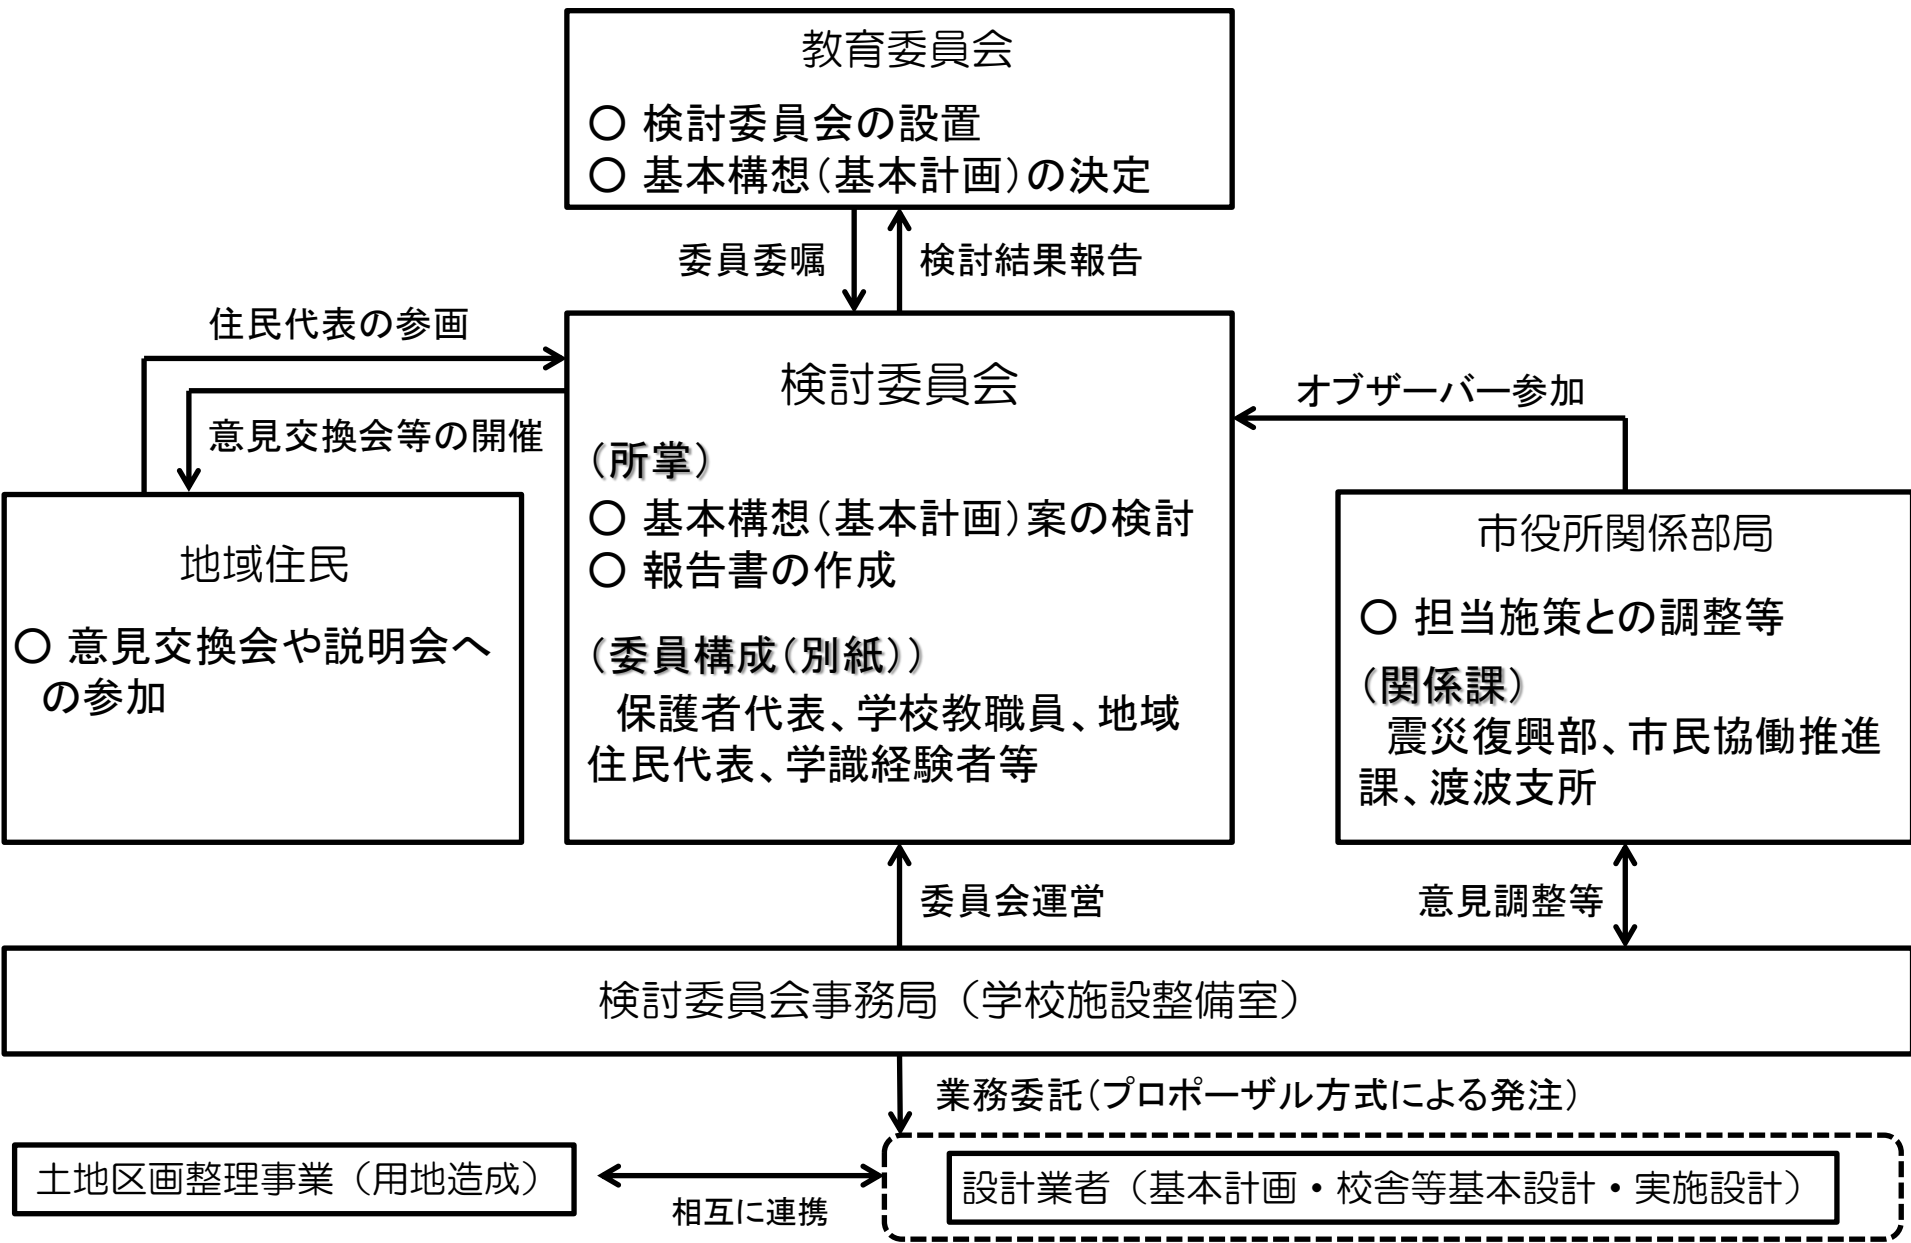 教育委員会
○ 検討委員会の設置
○ 基本構想(基本計画)の決定
委員委嘱
検討結果報告
住民代表の参画
意見交換会等の開催
検討委員会
(所掌)
○ 基本構想(基本計画)案の検討
○ 報告書の作成
(委員構成(別紙))
保護者代表、学校教職員、地域
住民代表、学識経験者等
オブザーバー参加
地域住民
○ 意見交換会や説明会へ
の参加
市役所関係部局
○ 担当施策との調整等
(関係課)
震災復興部、市民協働推進
課、渡波支所
委員会運営
意見調整等
検討委員会事務局（学校施設整備室）
業務委託(プロポーザル方式による発注)
土地区画整理事業（用地造成）
相互に連携
設計業者（基本計画・校舎等基本設計・実施設計）